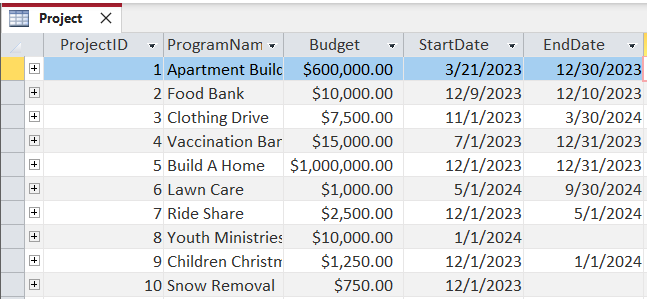 Project
ProjectID ProgramNam Budget StartDate EndDate
1 Apartment Build $600,000.00 3/21/2023 12/30/2023
2 Food Bank $10,000.00 12/9/2023 12/10/2023
3 Clothing Drive $7,500.00 11/1/2023 3/30/2024
4 Vaccination Ban $15,000.00 7/1/2023 12/31/2023
5 Build A Home $1,000,000.00 12/1/2023 12/31/2023
6 Lawn Care $1,000.00 5/1/2024 9/30/2024
7 Ride Share $2,500.00 12/1/2023 5/1/2024
8 Youth Ministries $10,000.00 1/1/2024
9 Children Christm $1,250.00 12/1/2023 1/1/2024
10 Snow Removal $750.00 12/1/2023